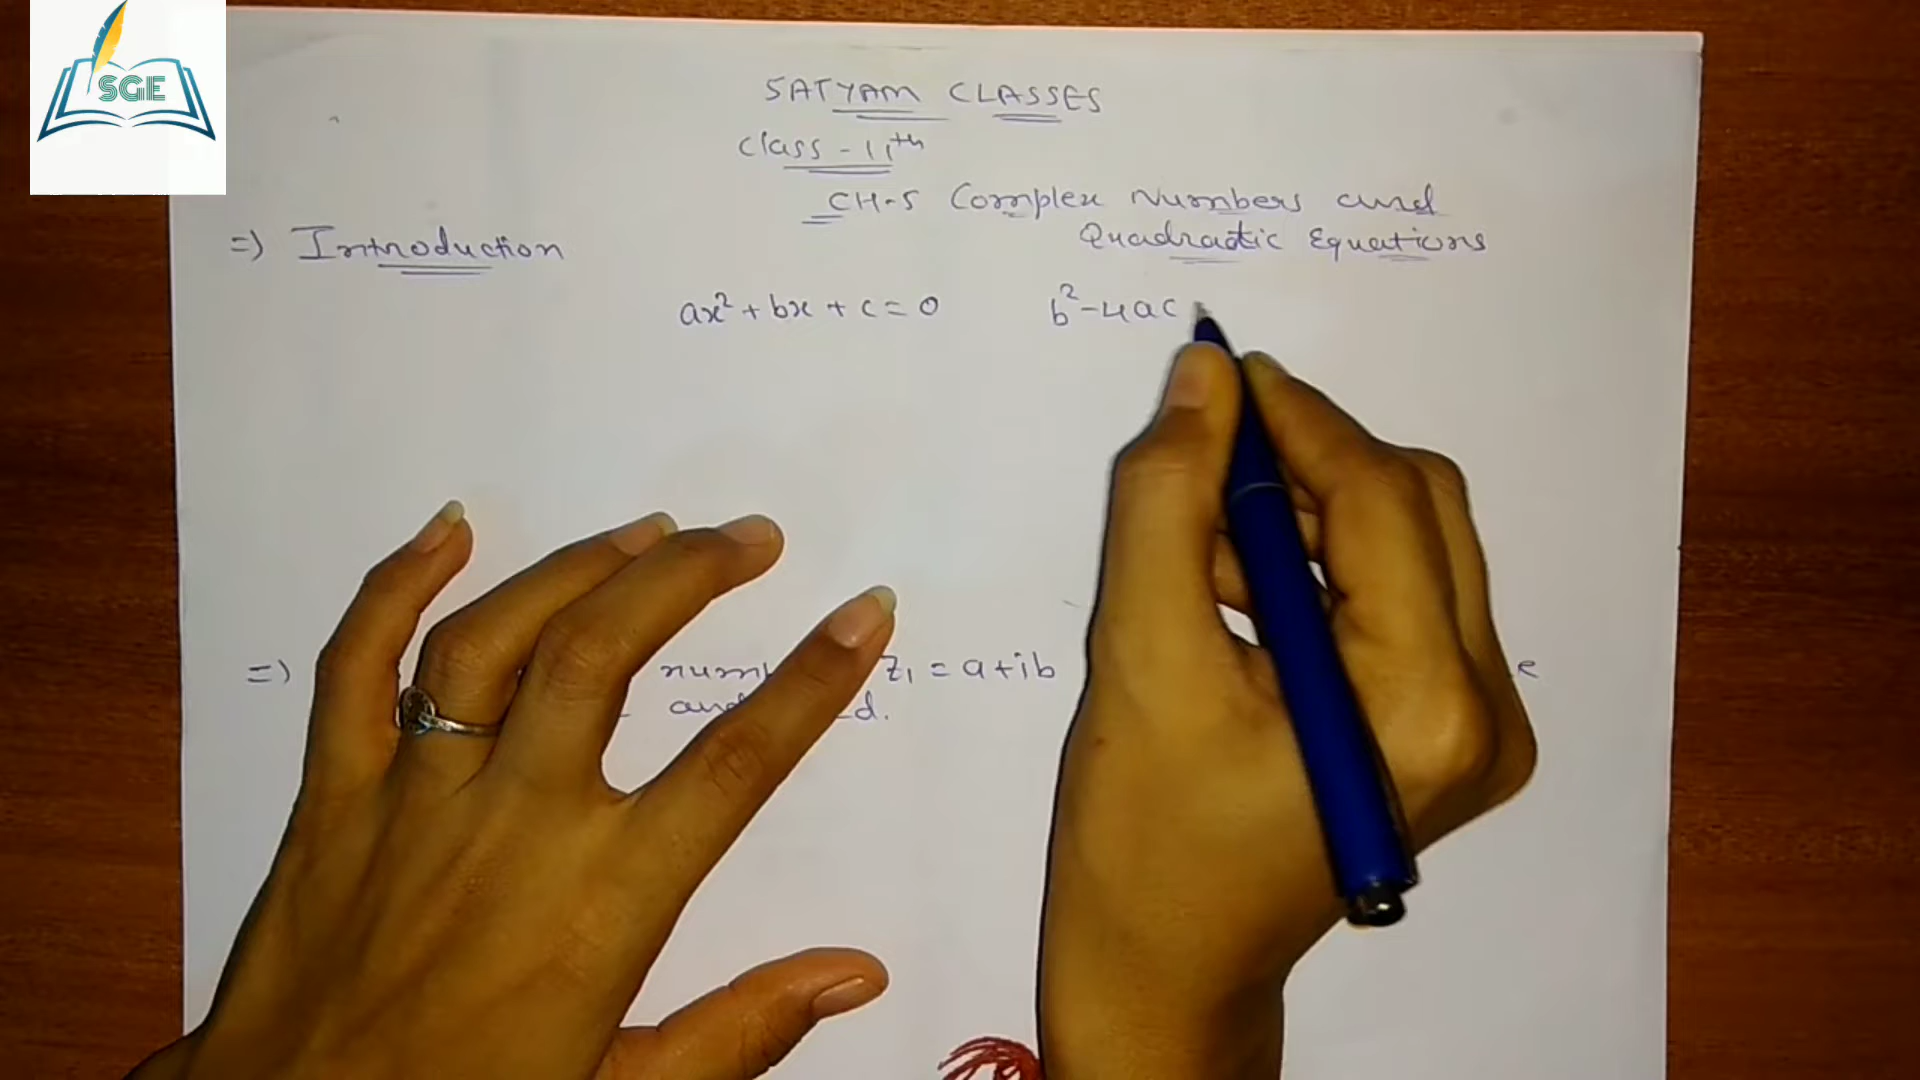 SGE
SATYAM CLASSES
Class - 11th
CH-5 Complex Numbers and
Quadratic Equations
=) Introduction
ax² + bx + c = 0 b² - 4ac
=) z₁ = a + ib